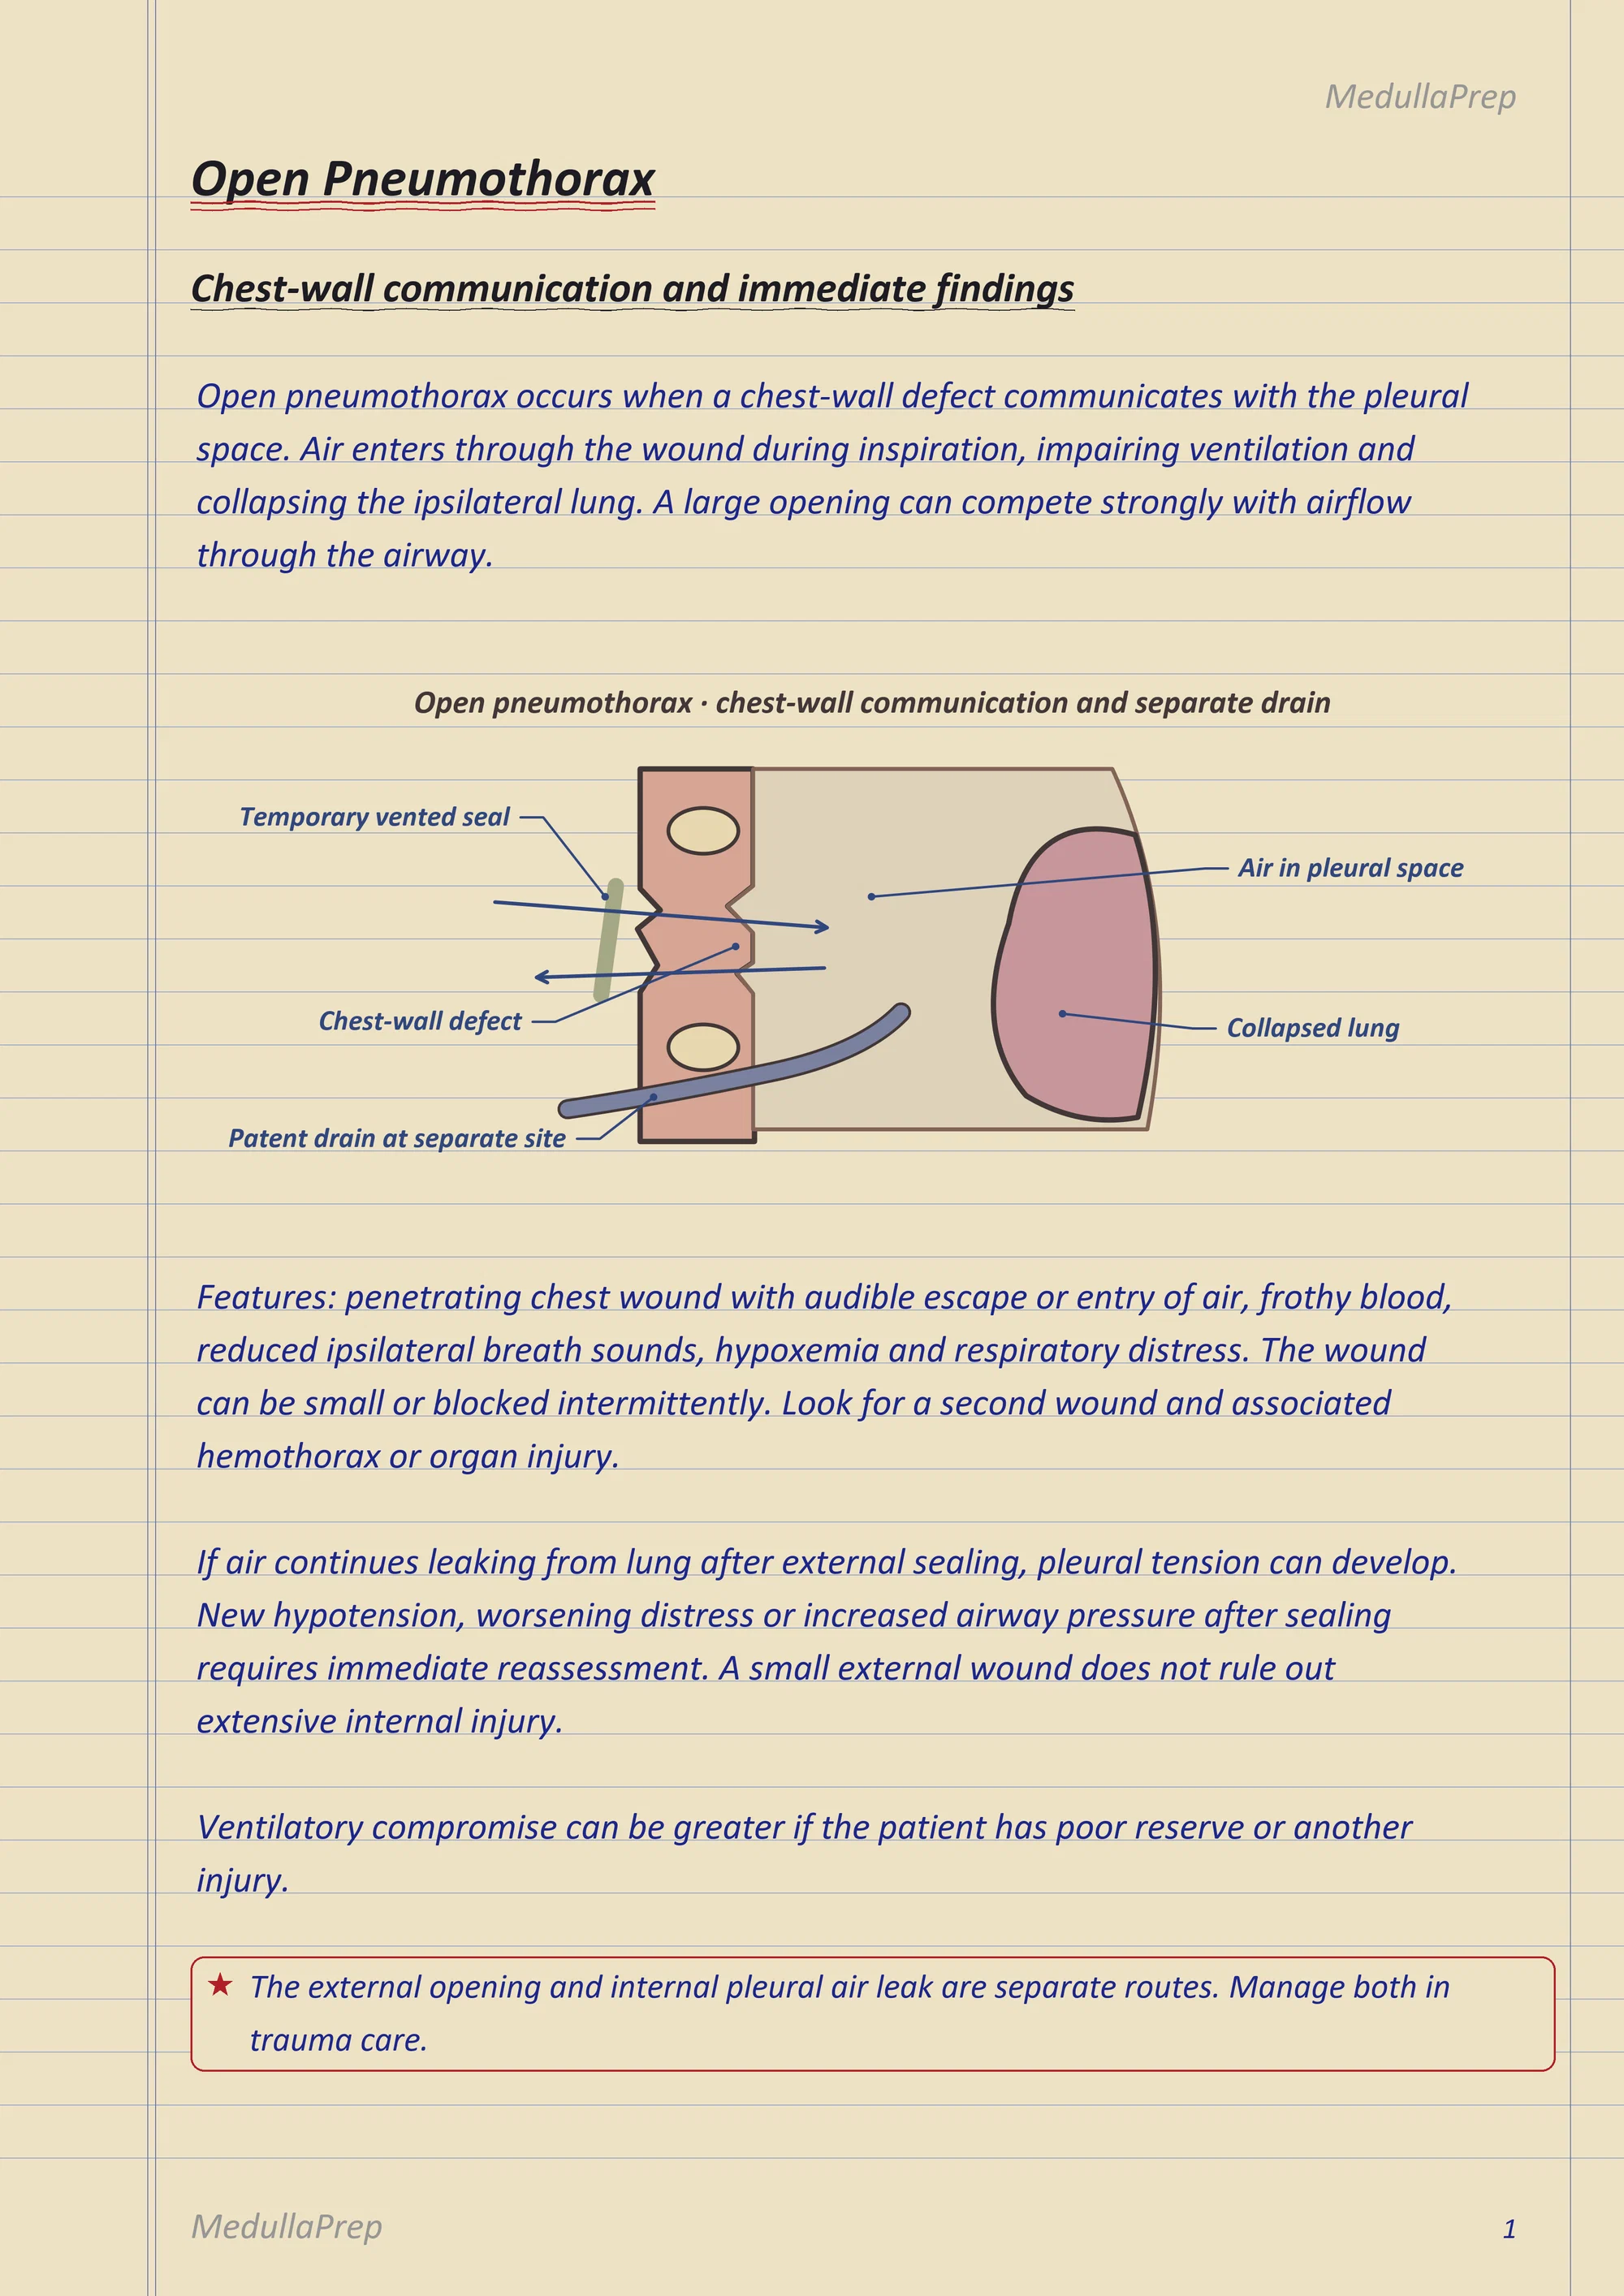 MedullaPrep
Open Pneumothorax
Chest-wall communication and immediate findings
Open pneumothorax occurs when a chest-wall defect communicates with the pleural
space. Air enters through the wound during inspiration, impairing ventilation and
collapsing the ipsilateral lung. A large opening can compete strongly with airflow
through the airway.
Open pneumothorax · chest-wall communication and separate drain
Temporary vented seal
Air in pleural space
Chest-wall defect
Collapsed lung
Patent drain at separate site
Features: penetrating chest wound with audible escape or entry of air, frothy blood,
reduced ipsilateral breath sounds, hypoxemia and respiratory distress. The wound
can be small or blocked intermittently. Look for a second wound and associated
hemothorax or organ injury.
If air continues leaking from lung after external sealing, pleural tension can develop.
New hypotension, worsening distress or increased airway pressure after sealing
requires immediate reassessment. A small external wound does not rule out
extensive internal injury.
Ventilatory compromise can be greater if the patient has poor reserve or another
injury.
★ The external opening and internal pleural air leak are separate routes. Manage both in
trauma care.
MedullaPrep
1